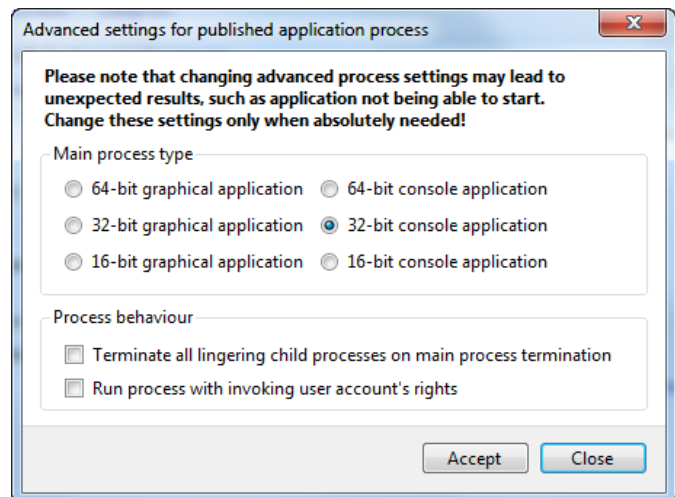 Advanced settings for published application process
Please note that changing advanced process settings may lead to
unexpected results, such as application not being able to start.
Change these settings only when absolutely needed!
Main process type
64-bit graphical application 64-bit console application
32-bit graphical application 32-bit console application
16-bit graphical application 16-bit console application
Process behaviour
Terminate all lingering child processes on main process termination
Run process with invoking user account's rights
Accept Close